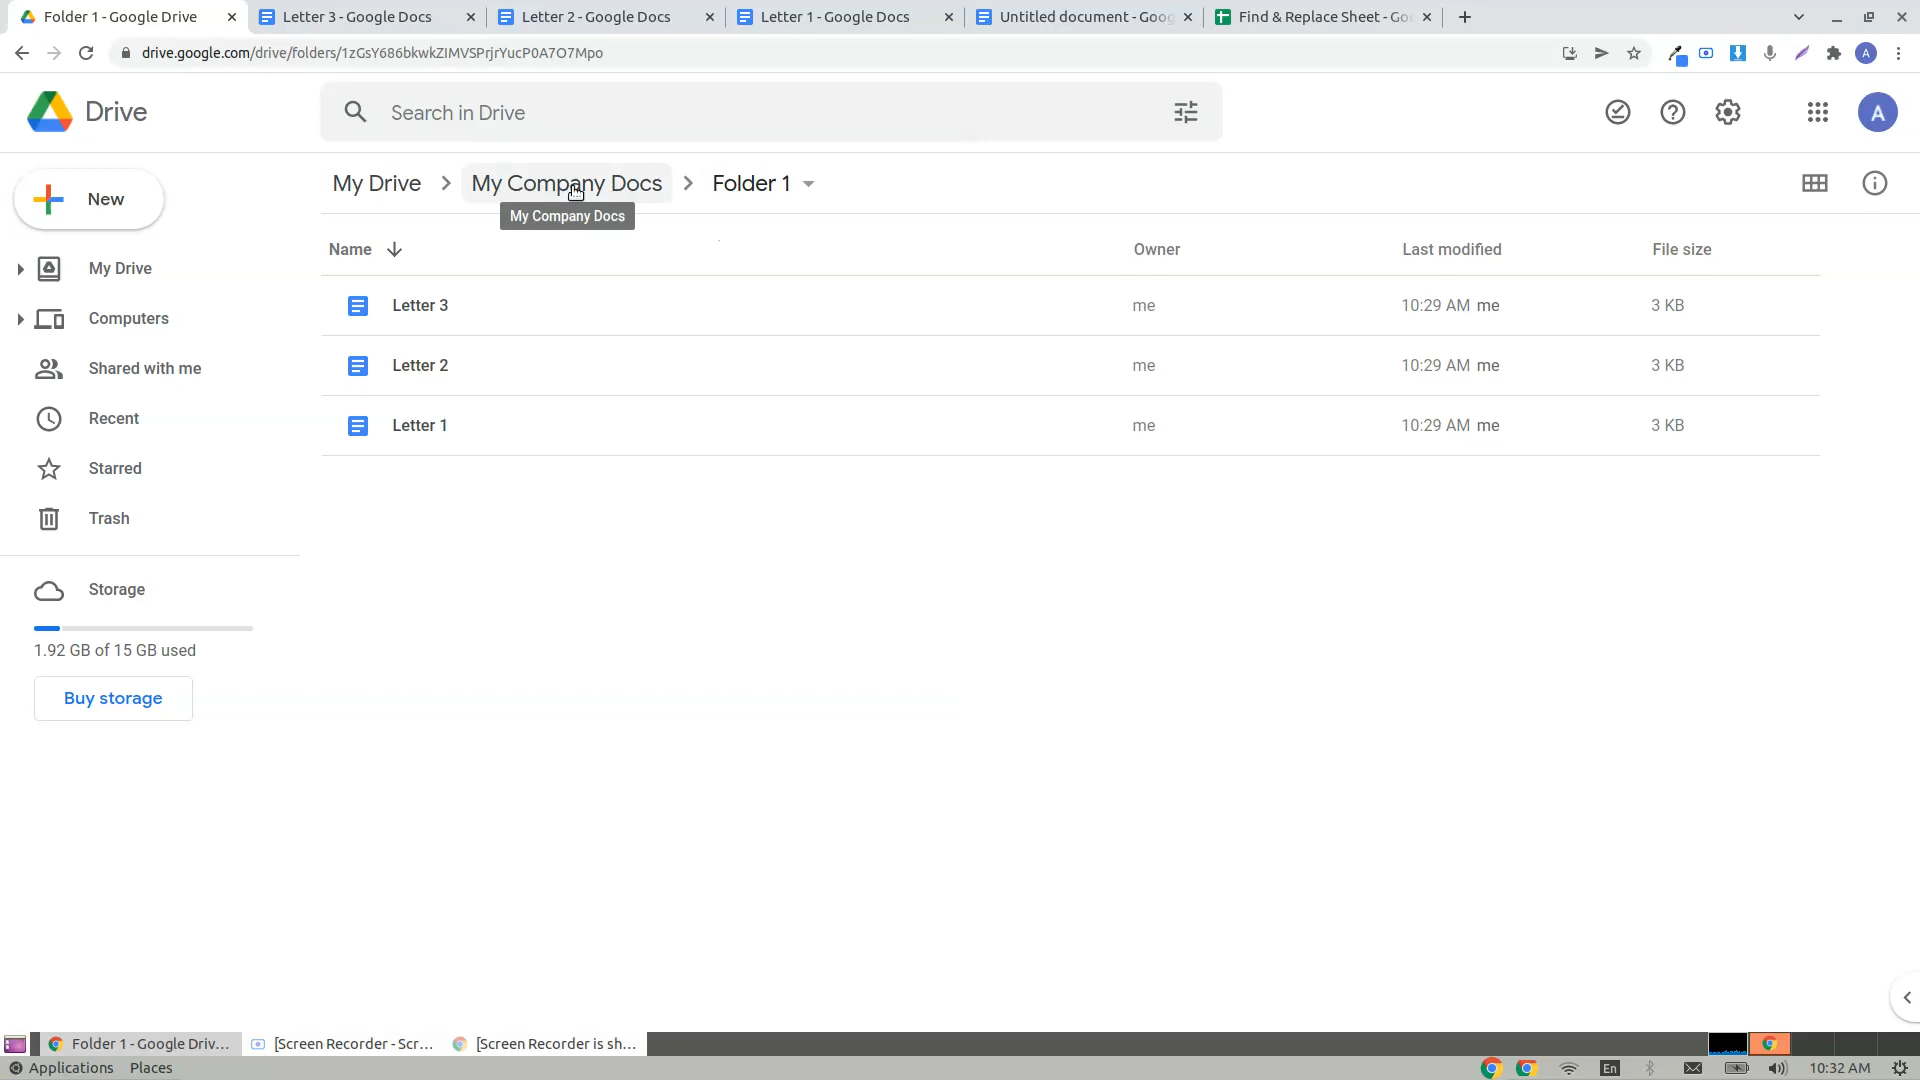 Folder 1 - Google Drive
Letter 3 - Google Docs
Letter 2 - Google Docs
Letter 1 - Google Docs
Untitled document - Goog
Find & Replace Sheet - Go
drive.google.com/drive/folders/1zGsY686bkwkZIMVSPrjrYucP0A7O7Mpo
A
Drive
Search in Drive
A
New
My Drive
My Company Docs
Folder 1
My Company Docs
Name
Owner
Last modified
File size
Letter 3
me
10:29 AM me
3 KB
Letter 2
me
10:29 AM me
3 KB
Letter 1
me
10:29 AM me
3 KB
My Drive
Computers
Shared with me
Recent
Starred
Trash
Storage
1.92 GB of 15 GB used
Buy storage
Folder 1 - Google Driv...
[Screen Recorder - Scr...
[Screen Recorder is sh...
Applications
Places
En
10:32 AM